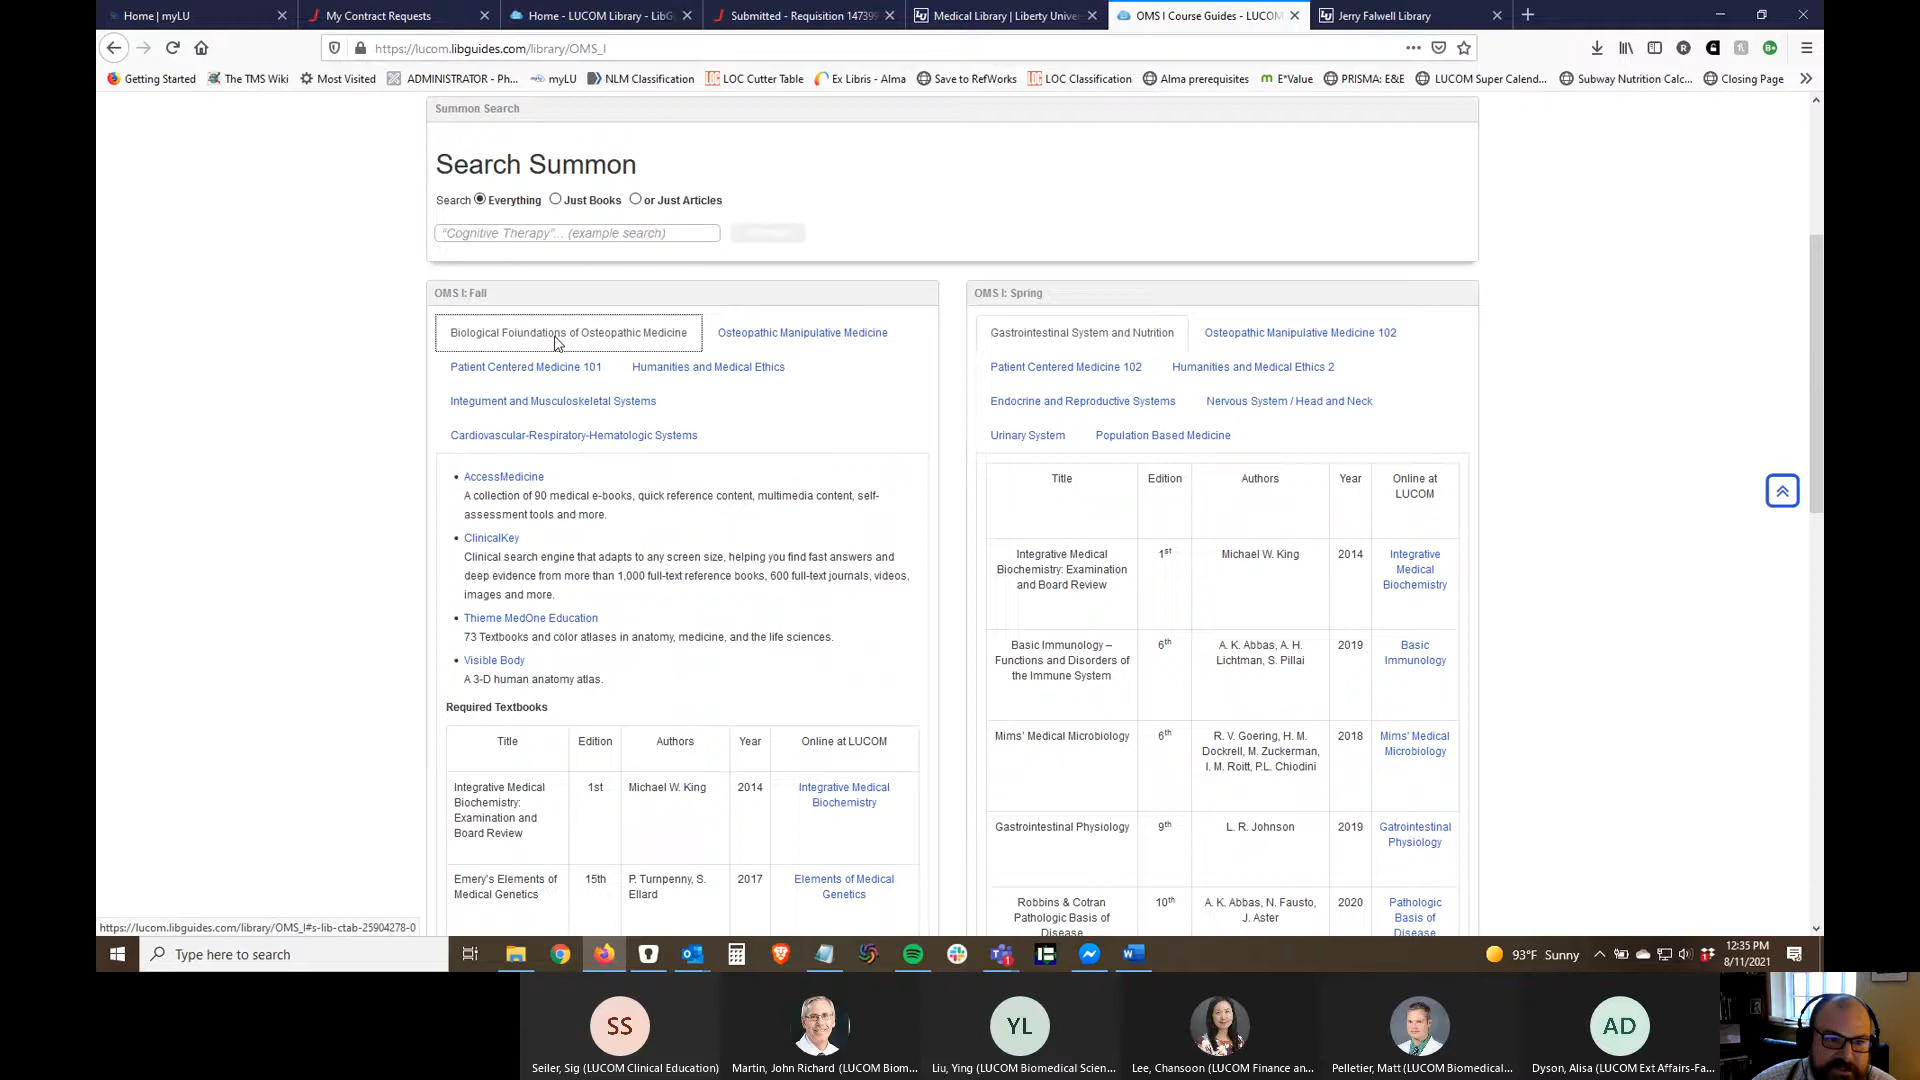 Home | myLU
My Contract Requests
Home - LUCOM Library - LibG
Submitted - Requisition 147399
Medical Library | Liberty Univer
OMS I Course Guides - LUCOM
Jerry Falwell Library
https://lucom.libguides.com/library/OMS_I
Getting Started
The TMS Wiki
Most Visited
ADMINISTRATOR - Ph...
myLU
NLM Classification
LOC Cutter Table
Ex Libris - Alma
Save to RefWorks
LOC Classification
Alma prerequisites
E*Value
PRISMA: E&E
LUCOM Super Calend...
Subway Nutrition Calc...
Closing Page
Summon Search
Search Summon
Search Everything Just Books or Just Articles
"Cognitive Therapy"... (example search)
OMS I: Fall
Biological Foiundations of Osteopathic Medicine
Osteopathic Manipulative Medicine
Patient Centered Medicine 101
Humanities and Medical Ethics
Integument and Musculoskeletal Systems
Cardiovascular-Respiratory-Hematologic Systems
• AccessMedicine
A collection of 90 medical e-books, quick reference content, multimedia content, self-
assessment tools and more.
• ClinicalKey
Clinical search engine that adapts to any screen size, helping you find fast answers and
deep evidence from more than 1,000 full-text reference books, 600 full-text journals, videos,
images and more.
• Thieme MedOne Education
73 Textbooks and color atlases in anatomy, medicine, and the life sciences.
• Visible Body
A 3-D human anatomy atlas.
Required Textbooks
Title Edition Authors Year Online at LUCOM
Integrative Medical
Biochemistry:
Examination and
Board Review
1st
Michael W. King
2014
Integrative Medical
Biochemistry
Emery's Elements of
Medical Genetics
15th
P. Turnpenny, S.
Ellard
2017
Elements of Medical
Genetics
OMS I: Spring
Gastrointestinal System and Nutrition
Osteopathic Manipulative Medicine 102
Patient Centered Medicine 102
Humanities and Medical Ethics 2
Endocrine and Reproductive Systems
Nervous System / Head and Neck
Urinary System
Population Based Medicine
Title
Edition
Authors
Year
Online at
LUCOM
Integrative Medical
Biochemistry: Examination
and Board Review
1st
Michael W. King
2014
Integrative
Medical
Biochemistry
Basic Immunology –
Functions and Disorders of
the Immune System
6th
A. K. Abbas, A. H.
Lichtman, S. Pillai
2019
Basic
Immunology
Mims' Medical Microbiology
6th
R. V. Goering, H. M.
Dockrell, M. Zuckerman,
I. M. Roitt, P.L. Chiodini
2018
Mims' Medical
Microbiology
Gastrointestinal Physiology
9th
L. R. Johnson
2019
Gatrointestinal
Physiology
Robbins & Cotran
Pathologic Basis of
Disease
10th
A. K. Abbas, N. Fausto,
J. Aster
2020
Pathologic
Basis of
Disease
https://lucom.libguides.com/library/OMS_I#s-lib-ctab-25904278-0
Type here to search
93°F Sunny
12:35 PM
8/11/2021
SS
YL
AD
Seiler, Sig (LUCOM Clinical Education)
Martin, John Richard (LUCOM Biom...
Liu, Ying (LUCOM Biomedical Scien...
Lee, Chansoon (LUCOM Finance an...
Pelletier, Matt (LUCOM Biomedical...
Dyson, Alisa (LUCOM Ext Affairs-Fa...